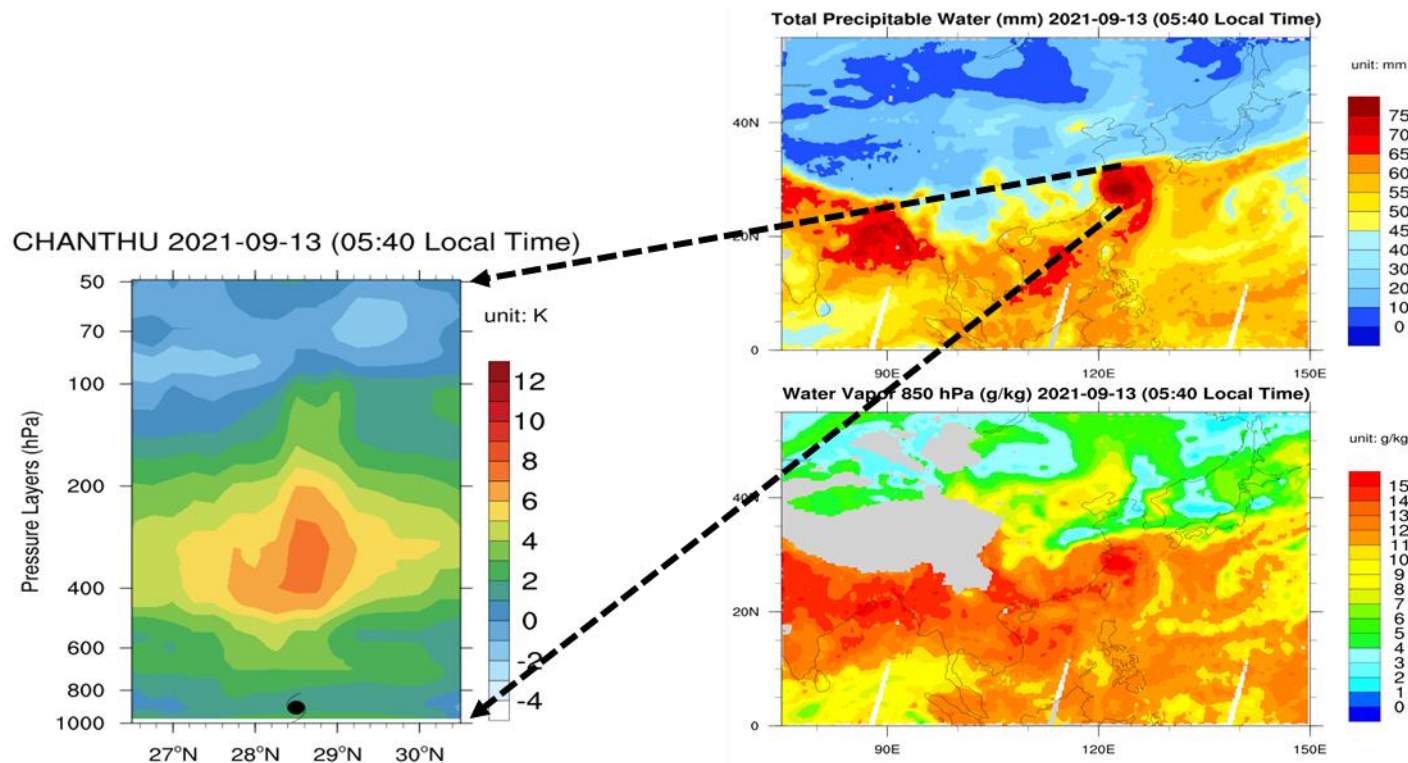 Total Precipitable Water (mm) 2021-09-13 (05:40 Local Time)
unit: mm
40N
20N
0
90E
120E
150E
75
70
65
60
55
50
45
40
30
20
10
0
CHANTHU 2021-09-13 (05:40 Local Time)
unit: K
Pressure Layers (hPa)
50
70
100
200
400
600
800
1000
27°N
28°N
29°N
30°N
12
10
8
6
4
2
0
-2
-4
Water Vapor 850 hPa (g/kg) 2021-09-13 (05:40 Local Time)
unit: g/kg
40N
20N
0
90E
120E
150E
15
14
13
12
11
10
9
7
6
5
4
3
2
1
0